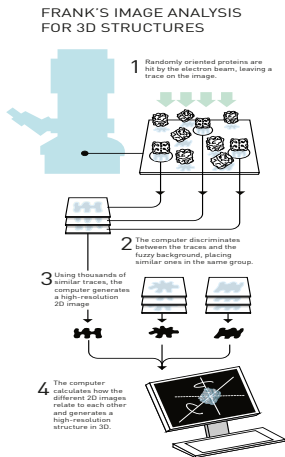 FRANK'S IMAGE ANALYSIS
FOR 3D STRUCTURES
1
Randomly oriented proteins are
hit by the electron beam, leaving a
trace on the image.
2
The computer discriminates
between the traces and the
fuzzy background, placing
similar ones in the same group.
3
Using thousands of
similar traces, the
computer generates
a high-resolution
2D image
4
The computer
calculates how the
different 2D images
relate to each other
and generates a
high-resolution
structure in 3D.